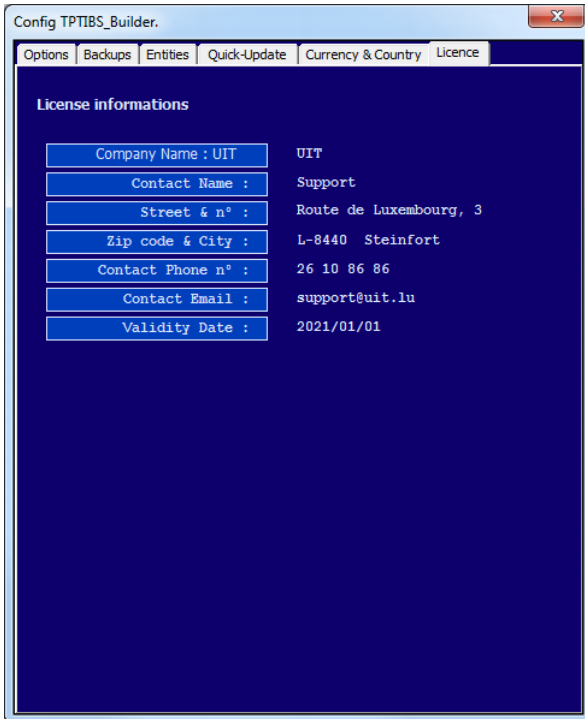 Config TPTIBS_Builder.
Options Backups Entities Quick-Update Currency & Country Licence
License informations
Company Name : UIT UIT
Contact Name : Support
Street & n° : Route de Luxembourg, 3
Zip code & City : L-8440 Steinfort
Contact Phone n° : 26 10 86 86
Contact Email : support@uit.lu
Validity Date : 2021/01/01